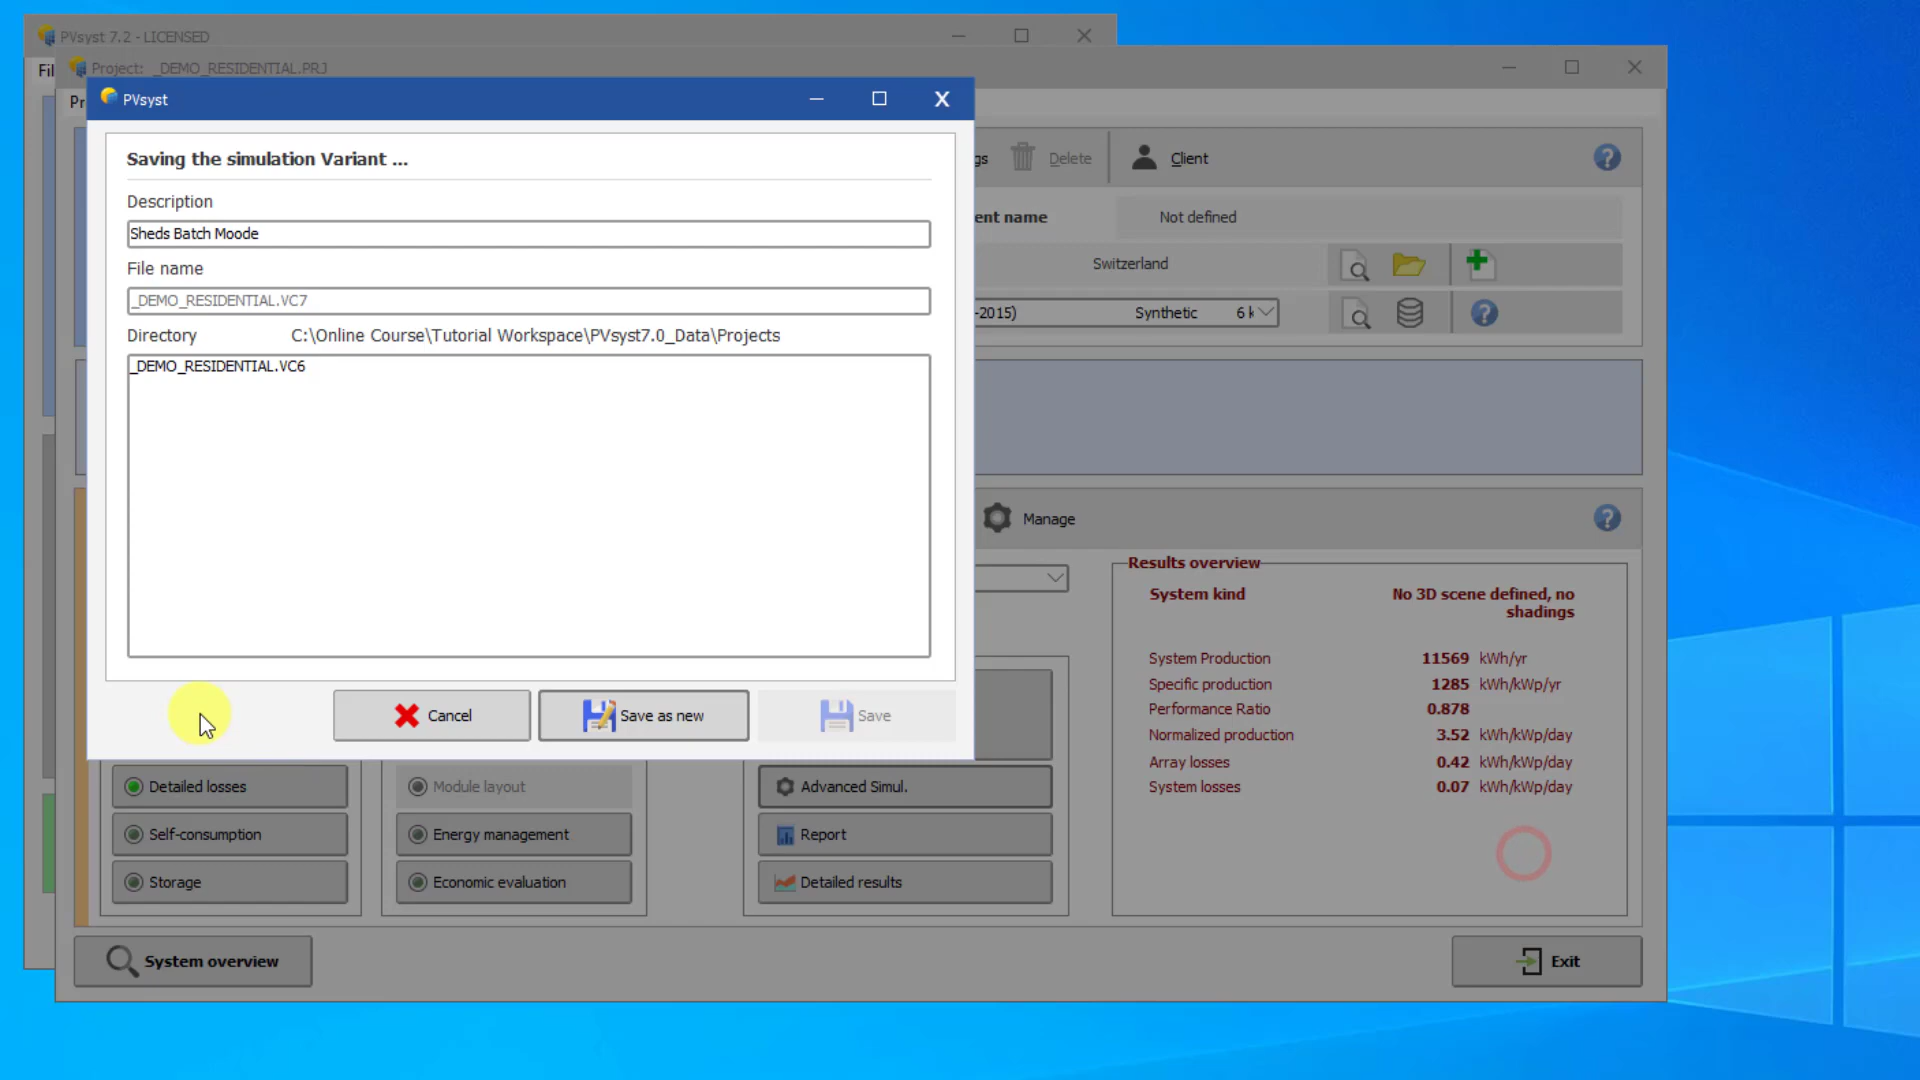 PVsyst 7.2 - LICENSED
Fil
Project: _DEMO_RESIDENTIAL.PRJ
Pr
PVsyst
Saving the simulation Variant ...
Description
Sheds Batch Moode
File name
_DEMO_RESIDENTIAL.VC7
Directory C:\Online Course\Tutorial Workspace\PVsyst7.0_Data\Projects
_DEMO_RESIDENTIAL.VC6
Cancel Save as new Save
gs Delete Client
ent name Not defined
Switzerland
-2015) Synthetic 6 k
Manage
Results overview
System kind No 3D scene defined, no
shadings
System Production 11569 kWh/yr
Specific production 1285 kWh/kWp/yr
Performance Ratio 0.878
Normalized production 3.52 kWh/kWp/day
Array losses 0.42 kWh/kWp/day
System losses 0.07 kWh/kWp/day
Detailed losses Module layout Advanced Simul.
Self-consumption Energy management Report
Storage Economic evaluation Detailed results
System overview Exit